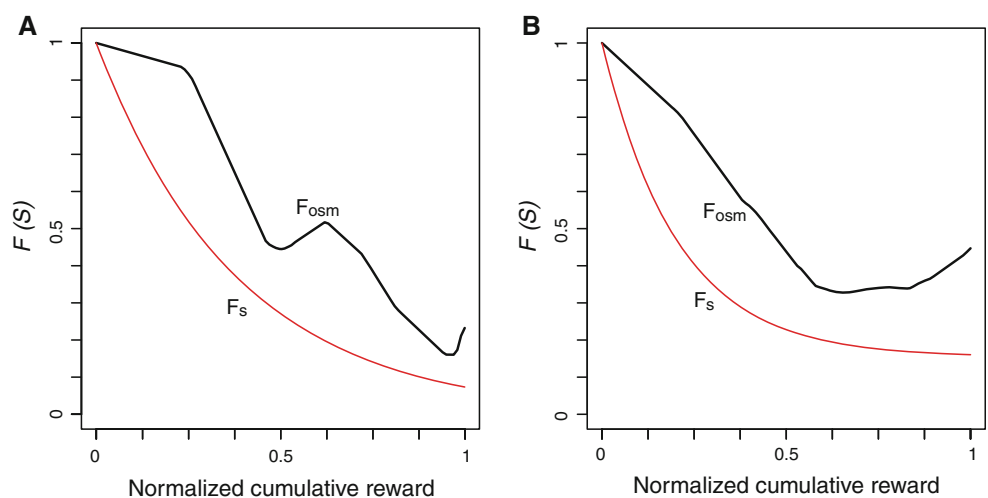 A
F (S)
1
0.5
0
Fosm
Fs
0
0.5
1
Normalized cumulative reward
B
F (S)
1
0.5
0
Fosm
Fs
0
0.5
1
Normalized cumulative reward